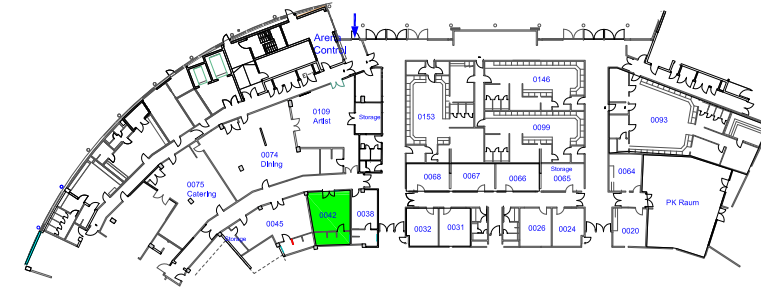 Arena
Control
0146
0109
Artist
Storage
0153
0099
0093
0074
Dining
Storage
0068
0067
0066
0065
0064
0075
Catering
PK Raum
0042
0038
0045
Storage
0032
0031
0026
0024
0020